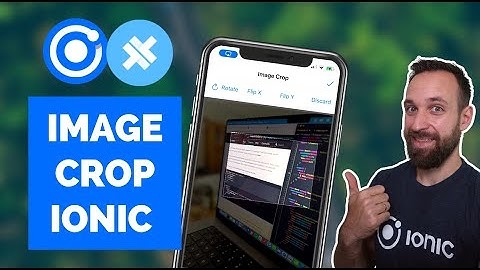 IMAGE
CROP
IONIC
Image Crop
Rotate
Flip X
Flip Y
Discard
IONIC